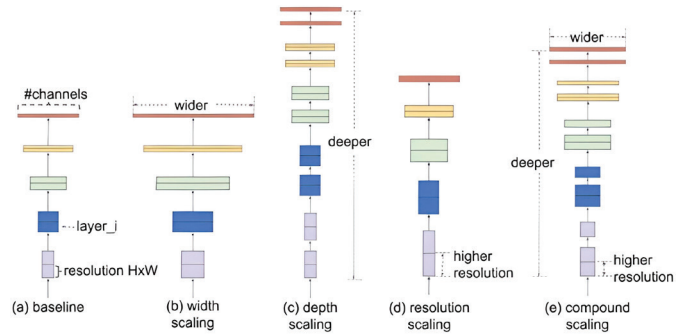 #channels
layer_i
resolution HxW
(a) baseline
wider
(b) width
scaling
deeper
(c) depth
scaling
higher
resolution
(d) resolution
scaling
wider
deeper
higher
resolution
(e) compound
scaling